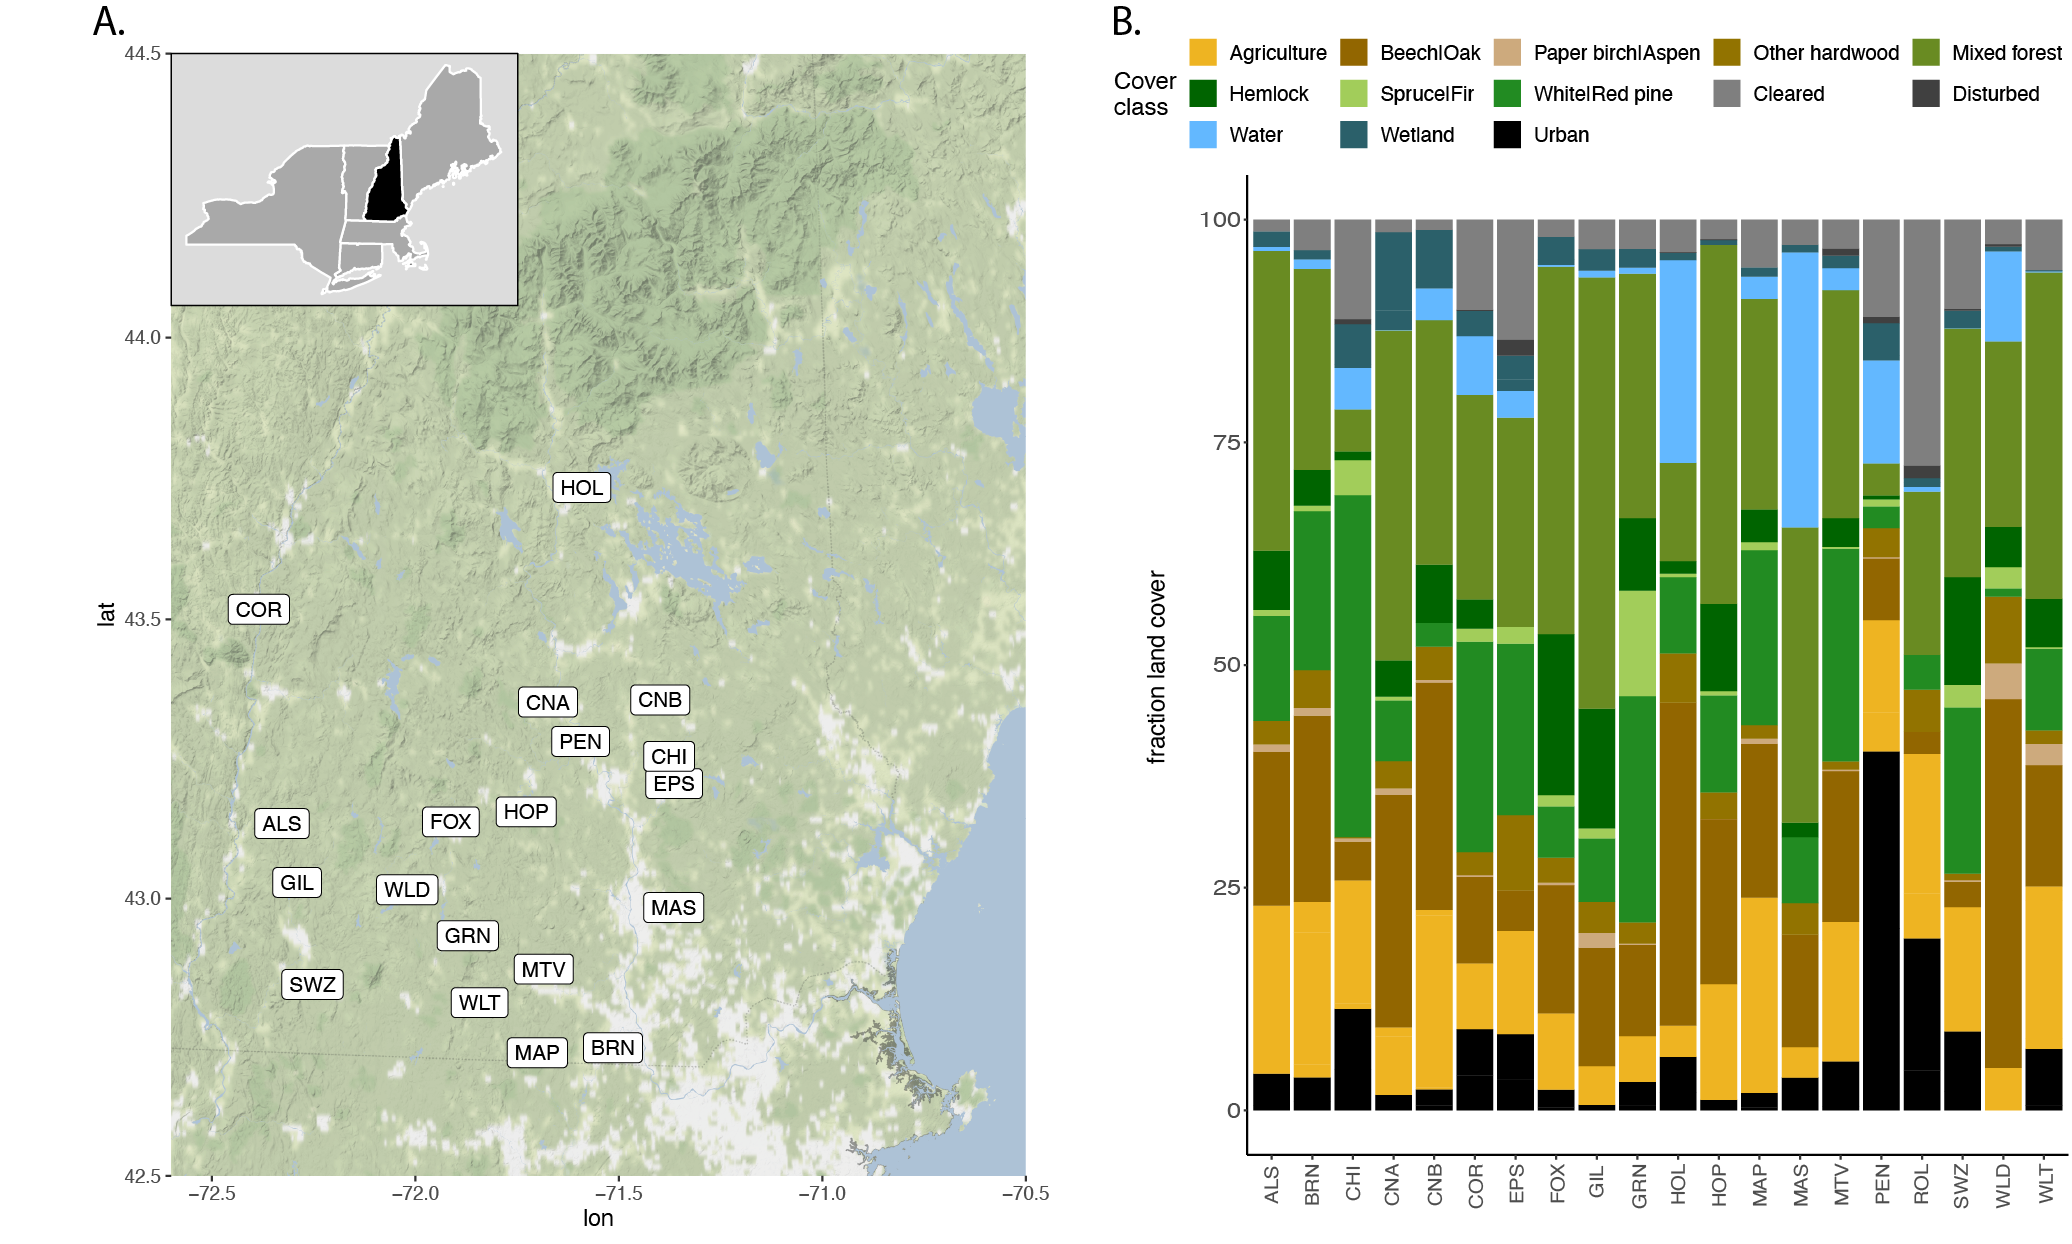 A.
44.5
44.0
43.5
43.0
42.5
lat
HOL
COR
CNA
CNB
PEN
CHI
EPS
HOP
FOX
ALS
GIL
WLD
MAS
GRN
MTV
SWZ
WLT
BRN
MAP
−72.5 −72.0 −71.5 −71.0 −70.5
lon
B.
Cover
class
Agriculture Beech|Oak Paper birch|Aspen Other hardwood Mixed forest
Hemlock Spruce|Fir White|Red pine Cleared Disturbed
Water Wetland Urban
100
75
50
25
0
fraction land cover
ALS BRN CHI CNA CNB COR EPS FOX GIL GRN HOL HOP MAP MAS MTV PEN ROL SWZ WLD WLT